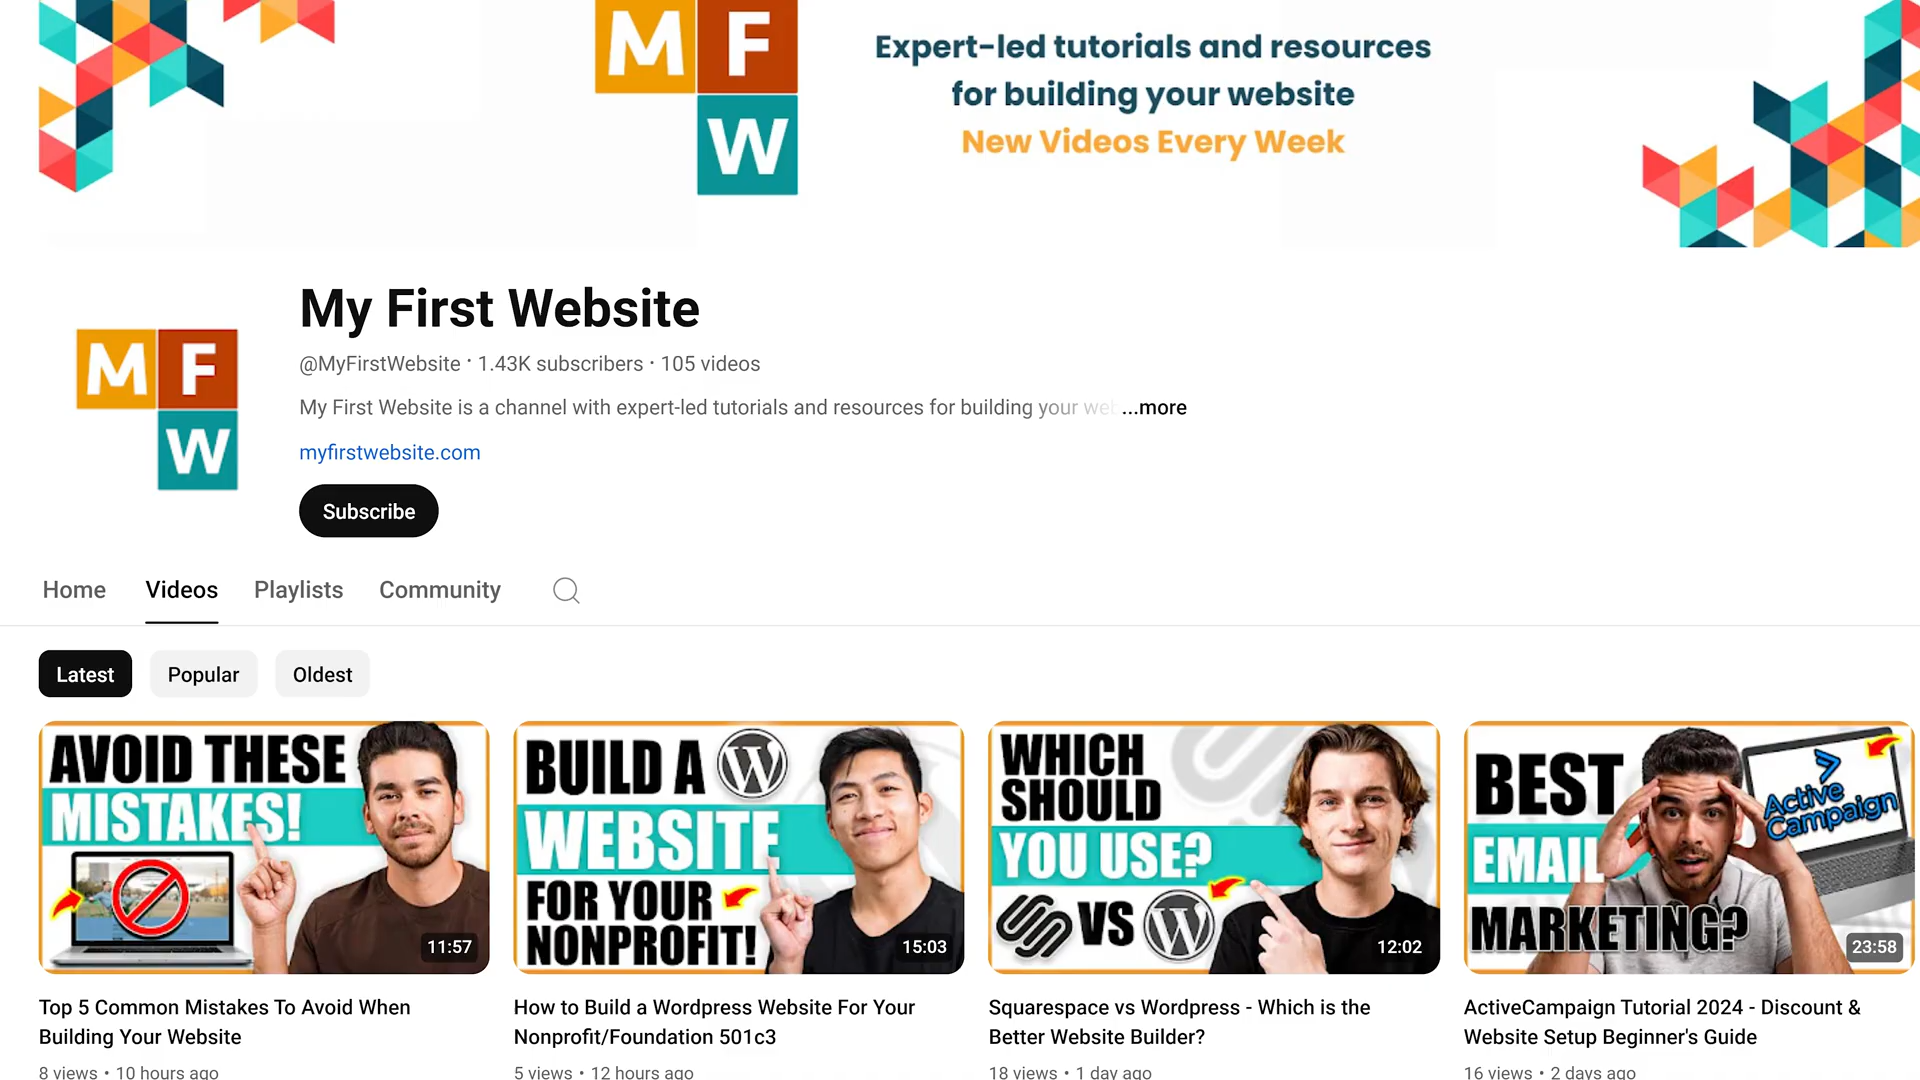 M F
W
Expert-led tutorials and resources
for building your website
New Videos Every Week
M F
W
My First Website
@MyFirstWebsite · 1.43K subscribers · 105 videos
My First Website is a channel with expert-led tutorials and resources for building your web ...more
myfirstwebsite.com
Subscribe
Home Videos Playlists Community
Latest Popular Oldest
AVOID THESE
MISTAKES!
11:57
BUILD A
WEBSITE
FOR YOUR
NONPROFIT!
15:03
WHICH
SHOULD
YOU USE?
VS
12:02
BEST
EMAIL
MARKETING?
Active
Campaign
23:58
Top 5 Common Mistakes To Avoid When
Building Your Website
8 views • 10 hours ago
How to Build a Wordpress Website For Your
Nonprofit/Foundation 501c3
5 views • 12 hours ago
Squarespace vs Wordpress - Which is the
Better Website Builder?
18 views • 1 day ago
ActiveCampaign Tutorial 2024 - Discount &
Website Setup Beginner's Guide
16 views • 2 days ago